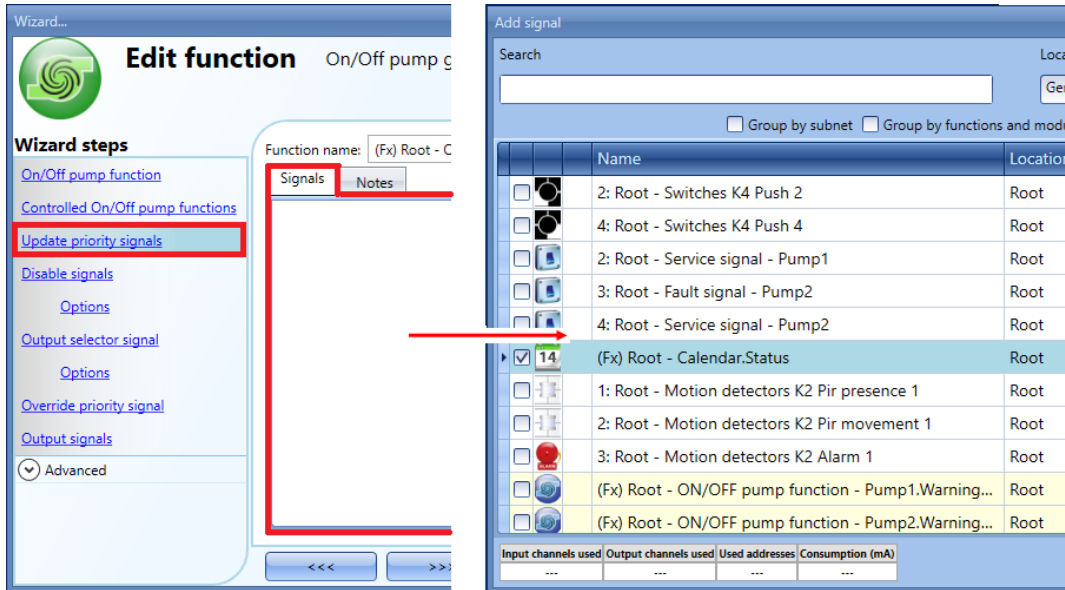 Wizard...
Edit function On/Off pump g
Wizard steps
On/Off pump function
Controlled On/Off pump functions
Update priority signals
Disable signals
Options
Output selector signal
Options
Override priority signal
Output signals
Advanced
Function name: (Fx) Root - C
Signals Notes
<<< >>>
Add signal
Search Loca
Ger
Group by subnet Group by functions and modu
Name Location
2: Root - Switches K4 Push 2 Root
4: Root - Switches K4 Push 4 Root
2: Root - Service signal - Pump1 Root
3: Root - Fault signal - Pump2 Root
4: Root - Service signal - Pump2 Root
14 (Fx) Root - Calendar.Status Root
1: Root - Motion detectors K2 Pir presence 1 Root
2: Root - Motion detectors K2 Pir movement 1 Root
ALARM 3: Root - Motion detectors K2 Alarm 1 Root
(Fx) Root - ON/OFF pump function - Pump1.Warning... Root
(Fx) Root - ON/OFF pump function - Pump2.Warning... Root
Input channels used Output channels used Used addresses Consumption (mA)
--- --- --- ---